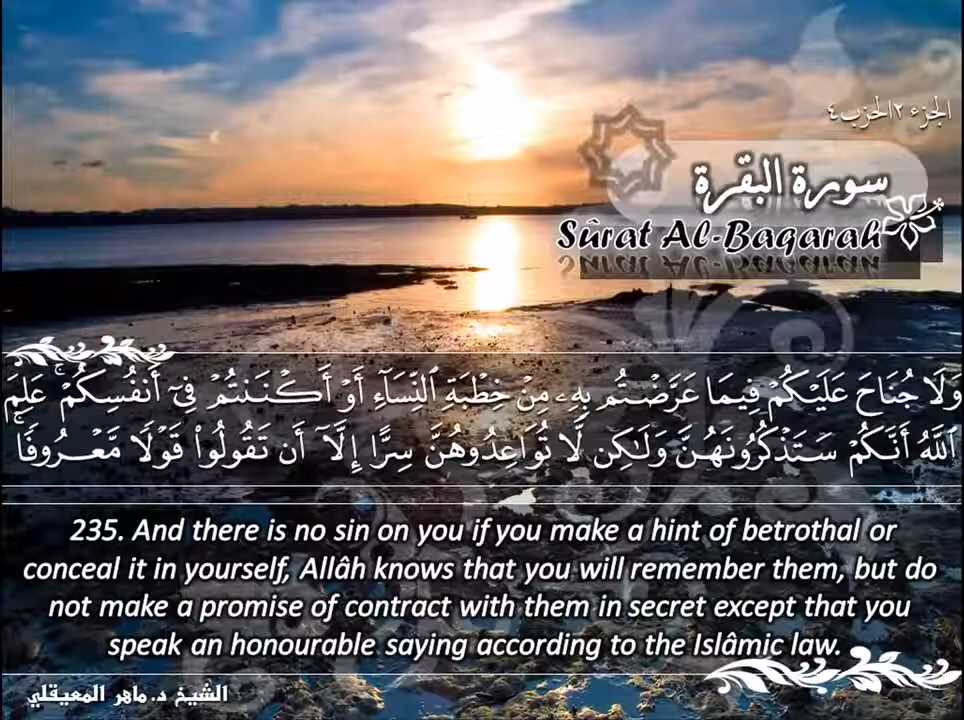 الجزء ٢ الحزب ٤
سورة البقرة
Sûrat Al-Baqarah
وَلَا جُنَاحَ عَلَيْكُمْ فِيمَا عَرَّضْتُم بِهِۦ مِنْ خِطْبَةِ ٱلنِّسَآءِ أَوْ أَكْنَنتُمْ فِىٓ أَنفُسِكُمْ ۚ عَلِمَ
ٱللَّهُ أَنَّكُمْ سَتَذْكُرُونَهُنَّ وَلَـٰكِن لَّا تُوَاعِدُوهُنَّ سِرًّا إِلَّآ أَن تَقُولُوا۟ قَوْلًا مَّعْرُوفًا ۚ
235. And there is no sin on you if you make a hint of betrothal or
conceal it in yourself, Allâh knows that you will remember them, but do
not make a promise of contract with them in secret except that you
speak an honourable saying according to the Islâmic law.
الشيخ د. ماهر المعيقلي